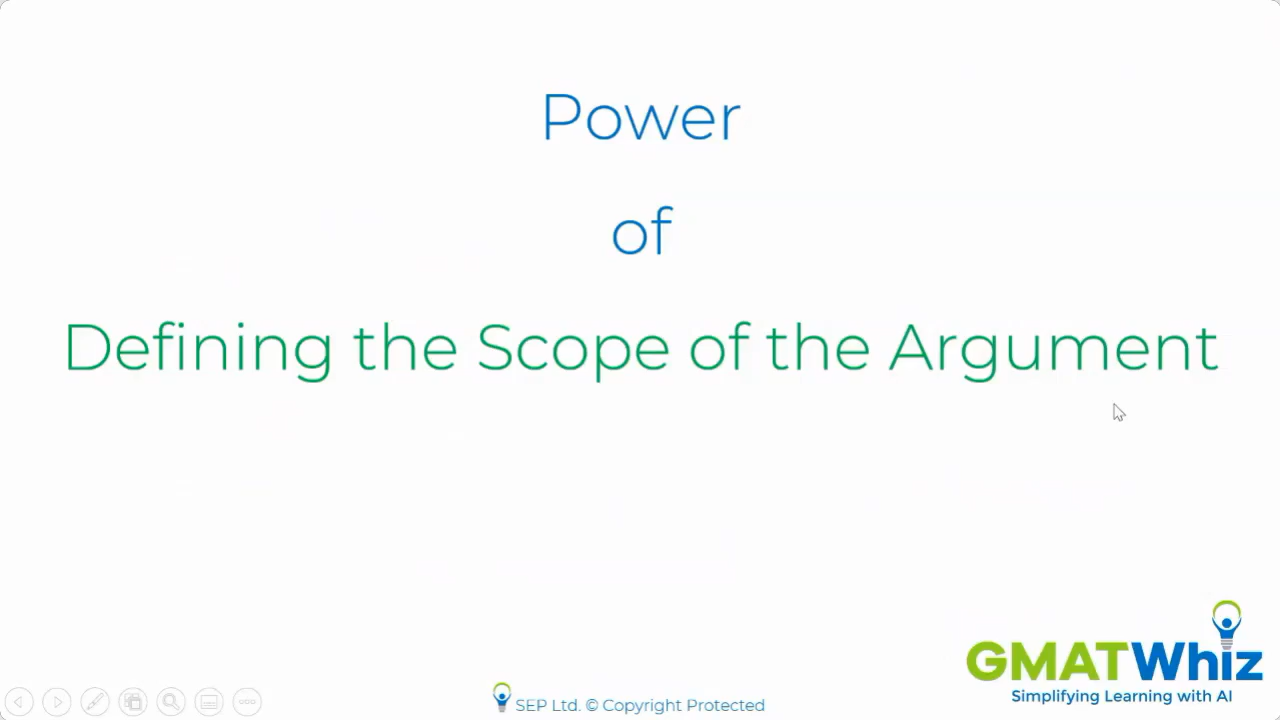 Power
of
Defining the Scope of the Argument
GMATWhiz
Simplifying Learning with AI
SEP Ltd. © Copyright Protected